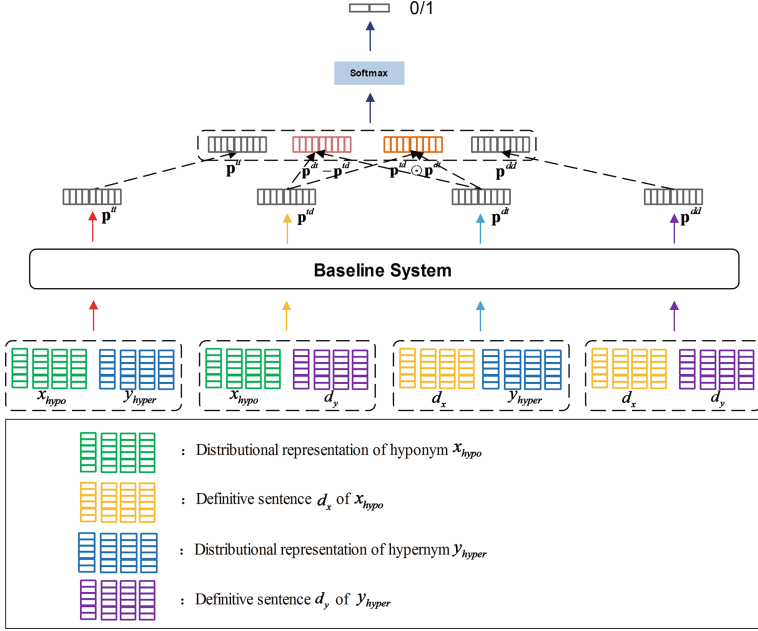 0/1
Softmax
p^tt p^dt − p^td p^td ⊙ p^dt p^dd
p^tt p^td p^dt p^dd
Baseline System
x_hypo y_hyper x_hypo d_y d_x y_hyper d_x d_y
: Distributional representation of hyponym x_hypo
: Definitive sentence d_x of x_hypo
: Distributional representation of hypernym y_hyper
: Definitive sentence d_y of y_hyper